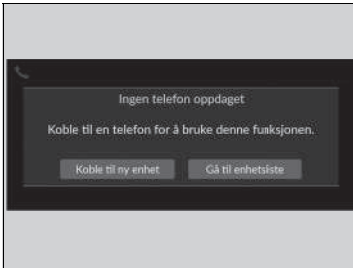 Ingen telefon oppdaget
Koble til en telefon for å bruke denne funksjonen.
Koble til ny enhet
Gå til enhetsliste